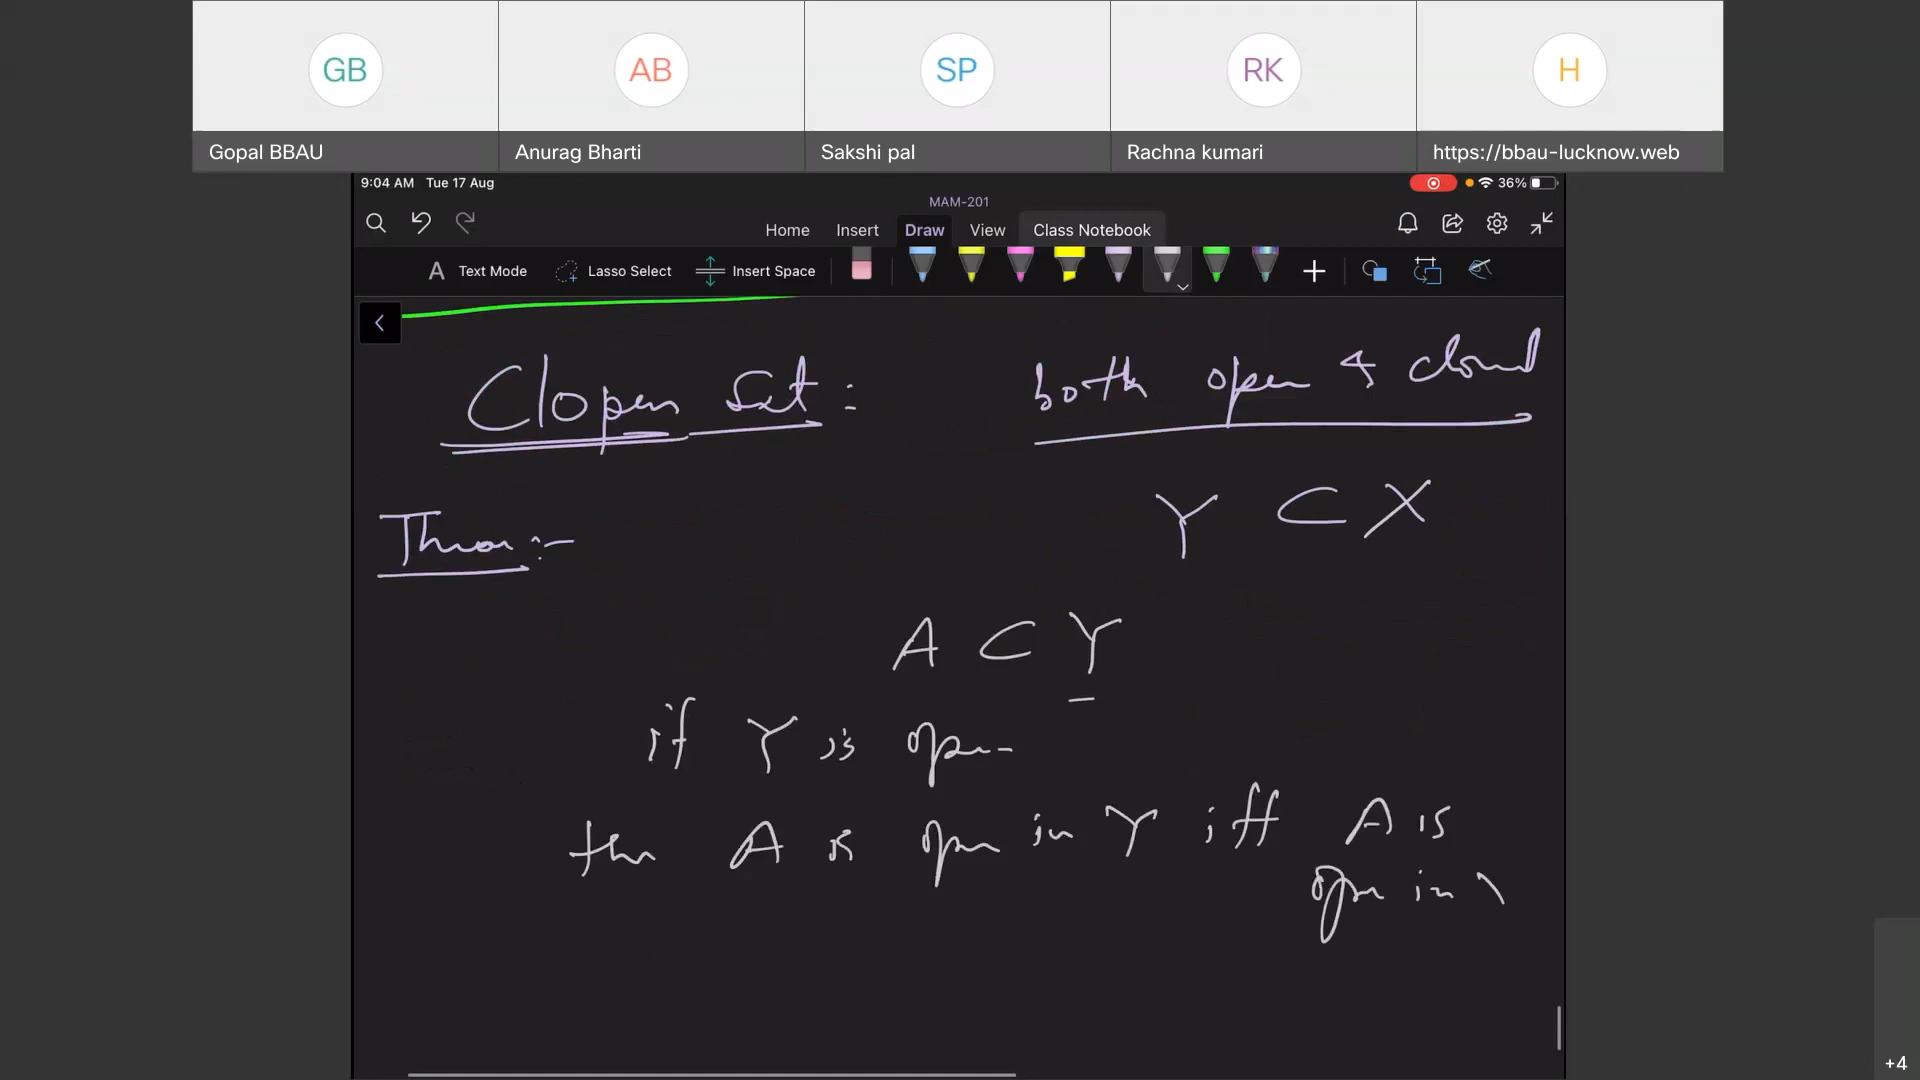 GB AB SP RK H
Gopal BBAU Anurag Bharti Sakshi pal Rachna kumari https://bbau-lucknow.web
9:04 AM Tue 17 Aug 36%
MAM-201
Home Insert Draw View Class Notebook
A Text Mode Lasso Select Insert Space
Clopen Set : both open & closed
Y ⊂ X
A ⊂ Y
if Y is open
then A is open in Y iff A is
open in
+4